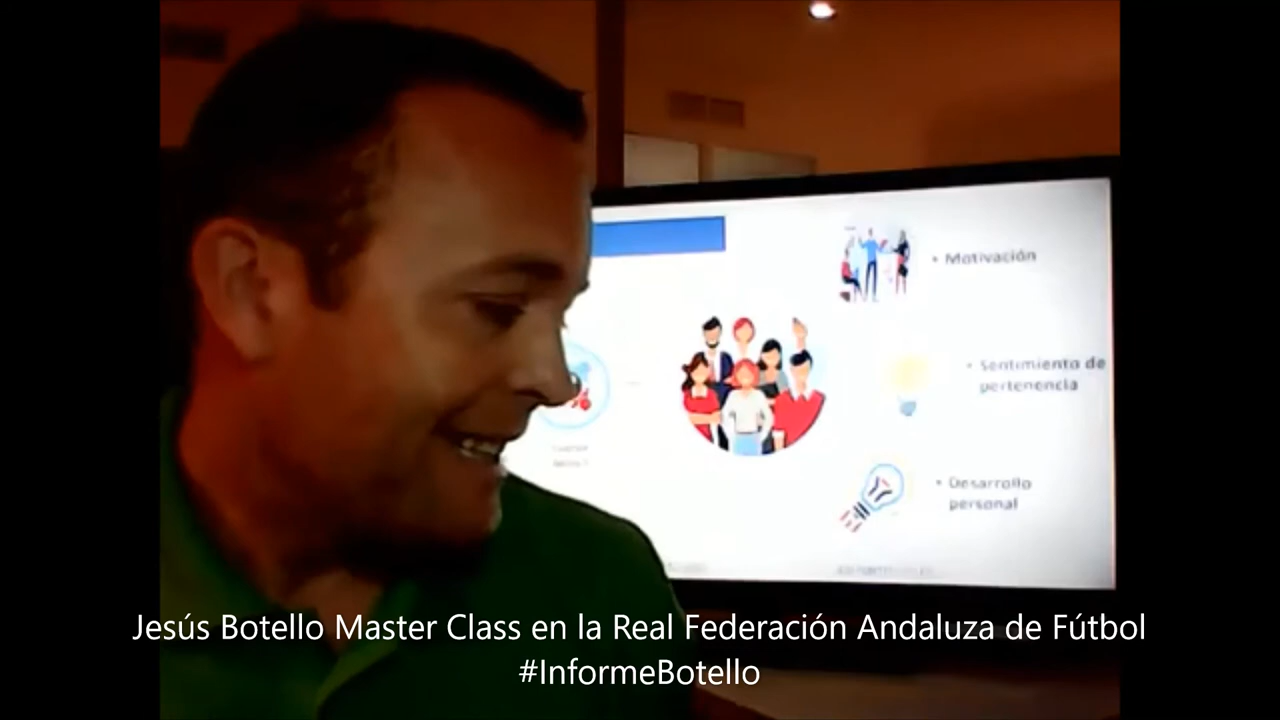 • Motivación
• Sentimiento de
pertenencia
• Desarrollo
personal
Jesús Botello Master Class en la Real Federación Andaluza de Fútbol
#InformeBotello